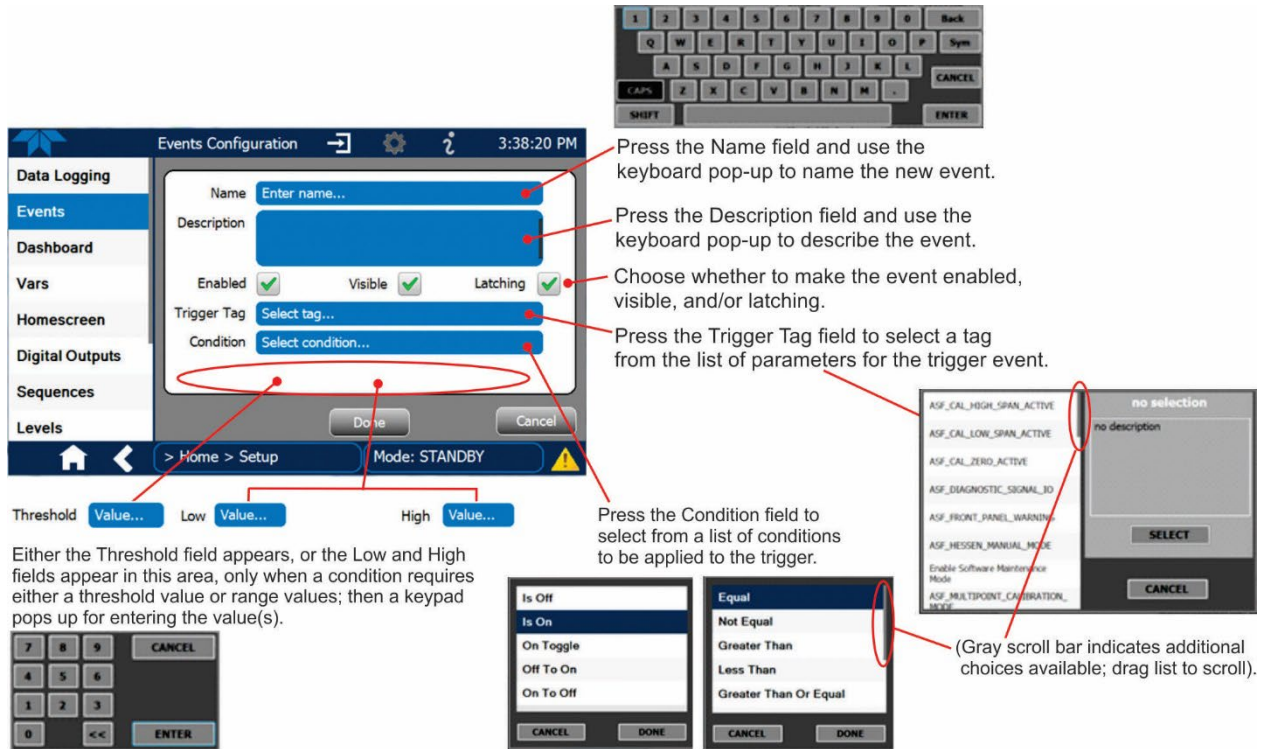 1 2 3 4 5 6 7 8 9 0 Back
Q W E R T Y U I O P Sym
A S D F G H J K L
CANCEL
CAPS Z X C V B N M .
SHIFT ENTER
Events Configuration 3:38:20 PM
Data Logging
Events
Dashboard
Vars
Homescreen
Digital Outputs
Sequences
Levels
Name Enter name...
Description
Enabled Visible Latching
Trigger Tag Select tag...
Condition Select condition...
Done Cancel
> Home > Setup Mode: STANDBY
Press the Name field and use the
keyboard pop-up to name the new event.
Press the Description field and use the
keyboard pop-up to describe the event.
Choose whether to make the event enabled,
visible, and/or latching.
Press the Trigger Tag field to select a tag
from the list of parameters for the trigger event.
ASF_CAL_HIGH_SPAN_ACTIVE
ASF_CAL_LOW_SPAN_ACTIVE
ASF_CAL_ZERO_ACTIVE
ASF_DIAGNOSTIC_SIGNAL_IO
ASF_FRONT_PANEL_WARNING
ASF_HESSEN_MANUAL_MODE
Enable Software Maintenance
Mode
ASF_MULTIPOINT_CALIBRATION_
MODE
no selection
no description
SELECT
CANCEL
Threshold Value... Low Value... High Value...
Either the Threshold field appears, or the Low and High
fields appear in this area, only when a condition requires
either a threshold value or range values; then a keypad
pops up for entering the value(s).
7 8 9 CANCEL
4 5 6
1 2 3
0 << ENTER
Press the Condition field to
select from a list of conditions
to be applied to the trigger.
Is Off
Is On
On Toggle
Off To On
On To Off
CANCEL DONE
Equal
Not Equal
Greater Than
Less Than
Greater Than Or Equal
CANCEL DONE
(Gray scroll bar indicates additional
choices available; drag list to scroll).